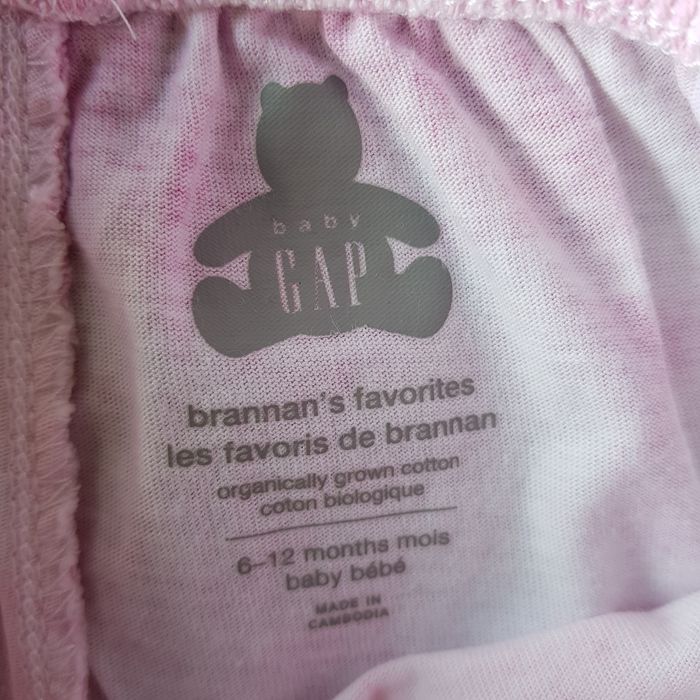 baby
GAP
brannan's favorites
les favoris de brannan
organically grown cotton
coton biologique
6–12 months mois
baby bébé
MADE IN
CAMBODIA